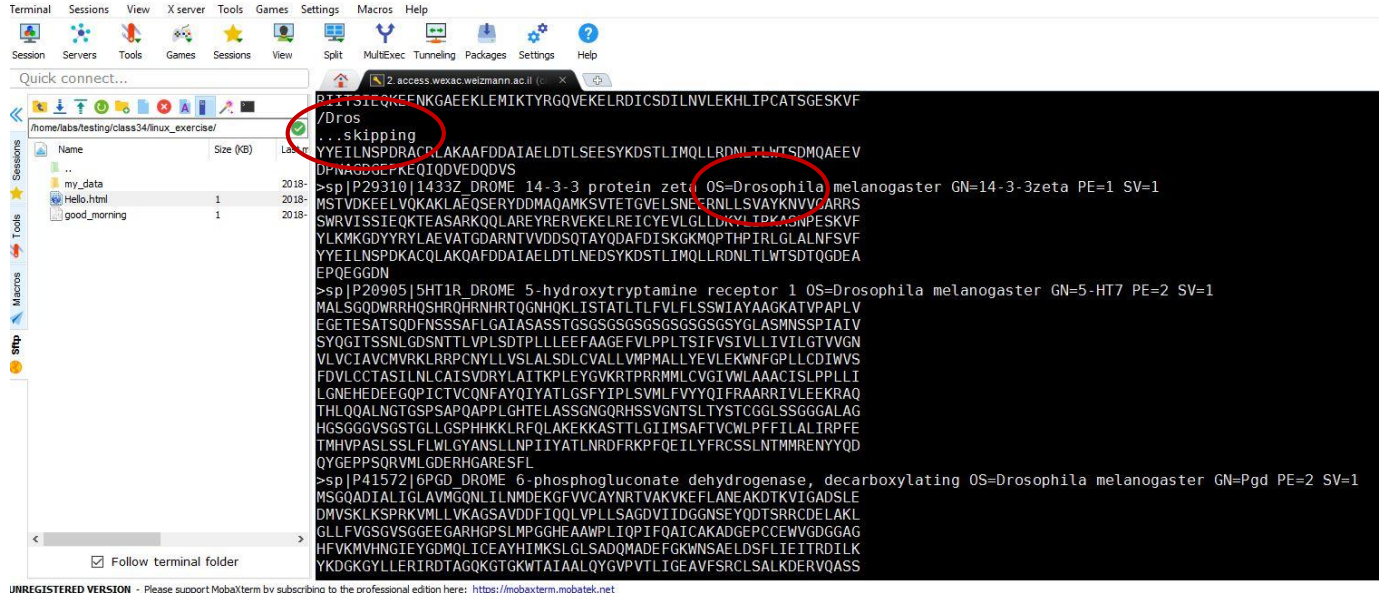 Terminal Sessions View X server Tools Games Settings Macros Help
Session Servers Tools Games Sessions View Split MultiExec Tunneling Packages Settings Help
Quick connect...
2. access.wexac.weizmann.ac.il (c
/home/labs/testing/class34/linux_exercise/
Name Size (KB) Last m
..
my_data 2018-
Hello.html 1 2018-
good_morning 1 2018-
Sessions
Tools
Macros
Sftp
Follow terminal folder
RIITSIEQKEENKGAEEKLEMIKTYRGQVEKELRDICSDILNVLEKHLIPCATSGESKVF
/Dros
...skipping
YYEILNSPDRACRLAKAAFDDAIAELDTLSEESYKDSTLIMQLLRDNLTLWTSDMQAEEV
DPNAGDGEPKEQIQDVEDQDVS
>sp|P29310|1433Z_DROME 14-3-3 protein zeta OS=Drosophila melanogaster GN=14-3-3zeta PE=1 SV=1
MSTVDKEELVQKAKLAEQSERYDDMAQAMKSVTETGVELSNEERNLLSVAYKNVVGARRS
SWRVISSIEQKTEASARKQQLAREYRERVEKELREICYEVLGLLDKYLIPKASNPESKVF
YLKMKGDYYRYLAEVATGDARNTVVDDSQTAYQDAFDISKGKMQPTHPIRLGLALNFSVF
YYEILNSPDKACQLAKQAFDDAIAELDTLNEDSYKDSTLIMQLLRDNLTLWTSDTQGDEA
EPQEGGDN
>sp|P20905|5HT1R_DROME 5-hydroxytryptamine receptor 1 OS=Drosophila melanogaster GN=5-HT7 PE=2 SV=1
MALSGQDWRRHQSHRQHRNHRTQGNHQKLISTATLTLFVLFLSSWIAYAAGKATVPAPLV
EGETESATSQDFNSSSAFLGAIASASSTGSGSGSGSGSGSGSGSYGLASMNSSPIAIV
SYQGITSSNLGDSNTTLVPLSDTPLLLEEFAAGEFVLPPLTSIFVSIVLLIVILGTVVGN
VLVCIAVCMVRKLRRPCNYLLVSLALSDLCVALLVMPMALLYEVLEKWNFGPLLCDIWVS
FDVLCCTASILNLCAISVDRYLAITKPLEYGVKRTPRRMMLCVGIVWLAAACISLPPLLI
LGNEHEDEEGQPICTVCQNFAYQIYATLGSFYIPLSVMLFVYYQIFRAARRIVLEEKRAQ
THLQQALNGTGSPSAPQAPPLGHTELASSGNGQRHSSVGNTSLTYSTCGGLSSGGGALAG
HGSGGGVSGSTGLLGSPHHKKLRFQLAKEKKASTTLGIIMSAFTVCWLPFFILALIRPFE
TMHVPASLSSLFLWLGYANSLLNPIIYATLNRDFRKPFQEILYFRCSSLNTMMRENYYQD
QYGEPPSQRVMLGDERHGARESFL
>sp|P41572|6PGD_DROME 6-phosphogluconate dehydrogenase, decarboxylating OS=Drosophila melanogaster GN=Pgd PE=2 SV=1
MSGQADIALIGLAVMGQNLILNMDEKGFVVCAYNRTVAKVKEFLANEAKDTKVIGADSLE
DMVSKLKSPRKVMLLVKAGSAVDDFIQQLVPLLSAGDVIIDGGNSEYQDTSRRCDELAKL
GLLFVGSGVSGGEEGARHGPSLMPGGHEAAWPLIQPIFQAICAKADGEPCCEWVGDGGAG
HFVKMVHNGIEYGDMQLICEAYHIMKSLGLSADQMADEFGKWNSAELDSFLIEITRDILK
YKDGKGYLLERIRDTAGQKGTGKWTAIAALQYGVPVTLIGEAVFSRCLSALKDERVQASS
UNREGISTERED VERSION - Please support MobaXterm by subscribing to the professional edition here: https://mobaxterm.mobatek.net